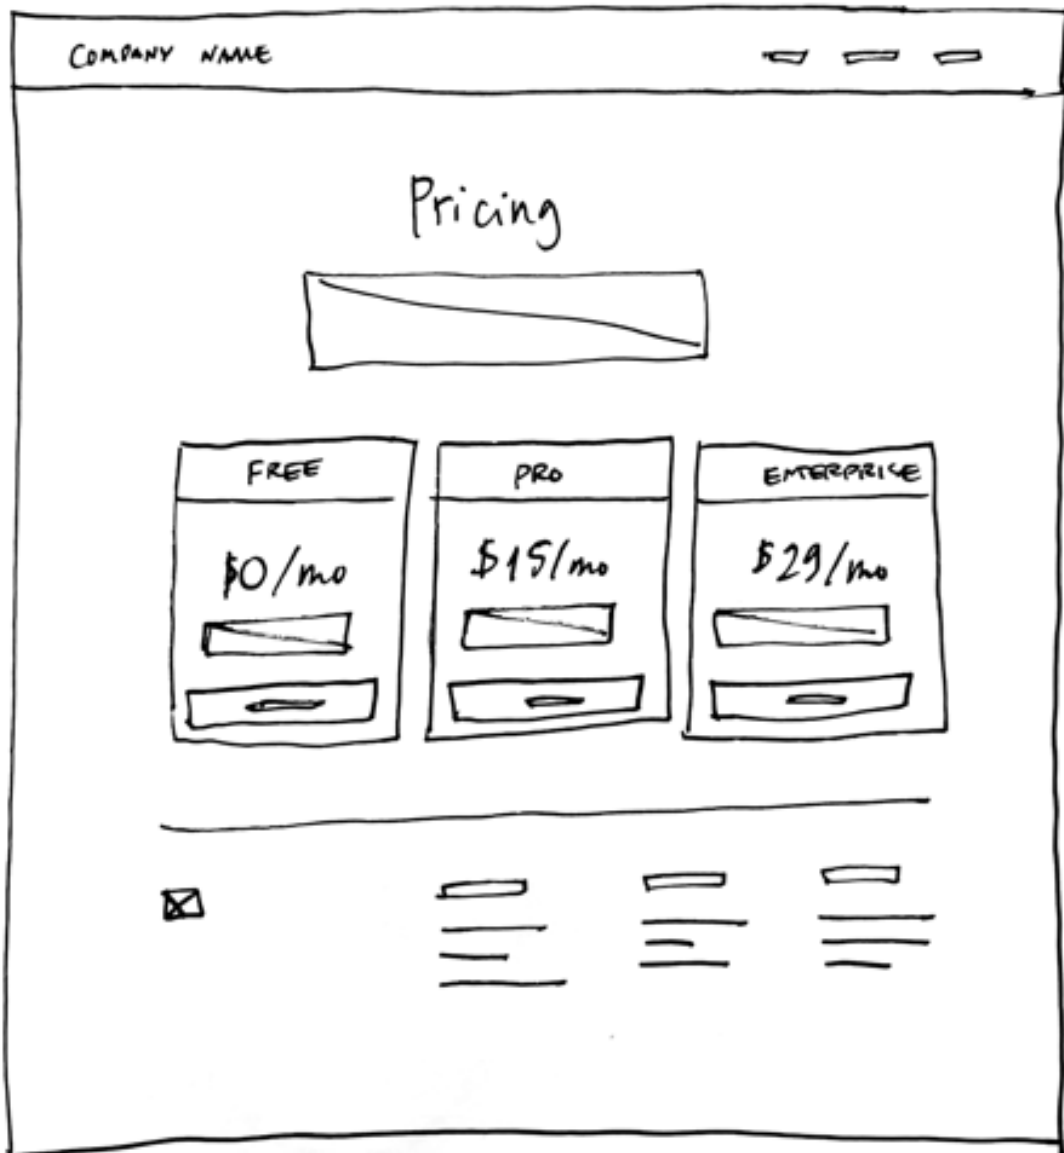 COMPANY NAME
Pricing
FREE
PRO
ENTERPRISE
$0/mo
$15/mo
$29/mo